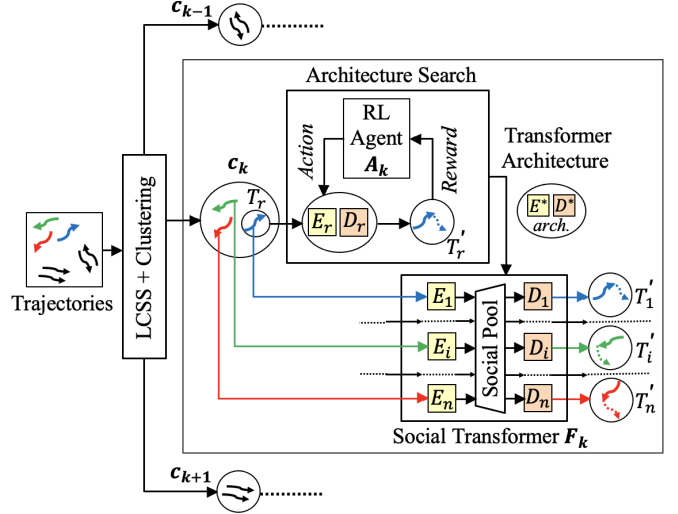 c_{k-1}
Architecture Search
RL
Agent
A_k
Action
Reward
Transformer
Architecture
E* D*
arch.
c_k
T_r
E_r D_r
T_r'
LCSS + Clustering
Trajectories
E_1 D_1 T_1'
Social Pool
E_i D_i T_i'
E_n D_n T_n'
Social Transformer F_k
c_{k+1}